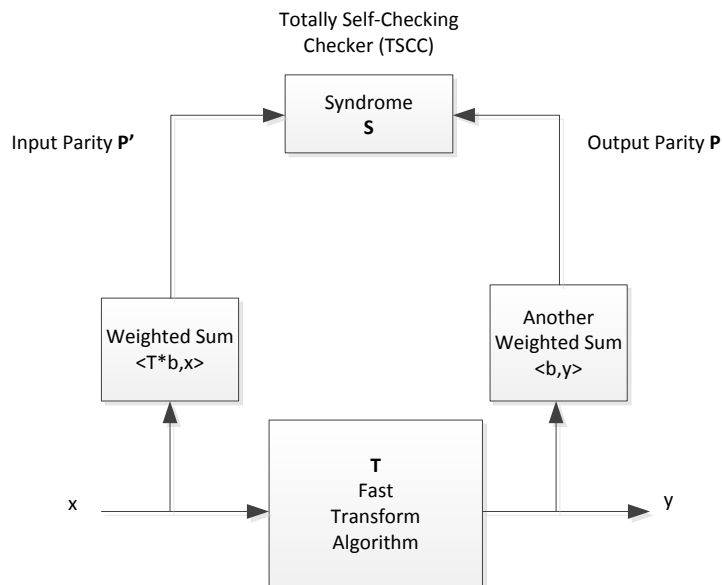 Totally Self-Checking
Checker (TSCC)
Syndrome
S
Input Parity P’
Output Parity P
Weighted Sum
<T*b,x>
Another
Weighted Sum
<b,y>
x
T
Fast
Transform
Algorithm
y